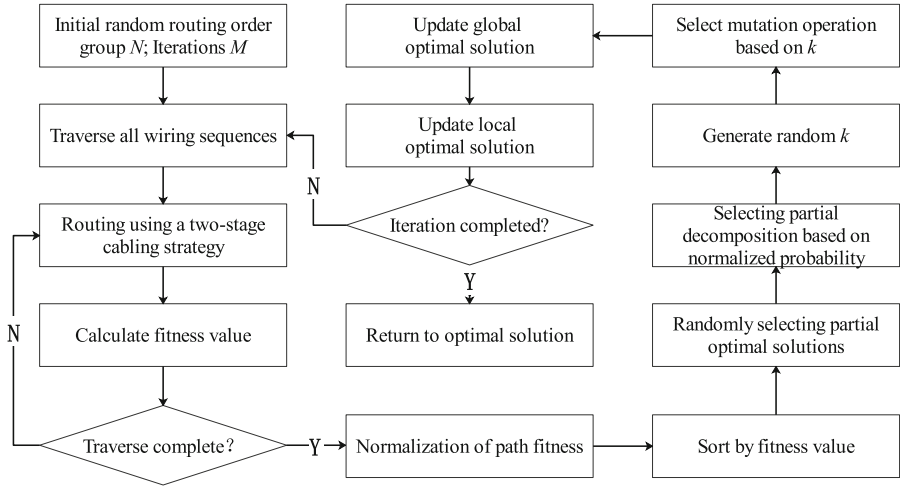 Initial random routing order
group N; Iterations M
Traverse all wiring sequences
Routing using a two-stage
cabling strategy
Calculate fitness value
Traverse complete?
N
Y
Normalization of path fitness
Sort by fitness value
Randomly selecting partial
optimal solutions
Selecting partial
decomposition based on
normalized probability
Generate random k
Select mutation operation
based on k
Update global
optimal solution
Update local
optimal solution
Iteration completed?
N
Y
Return to optimal solution